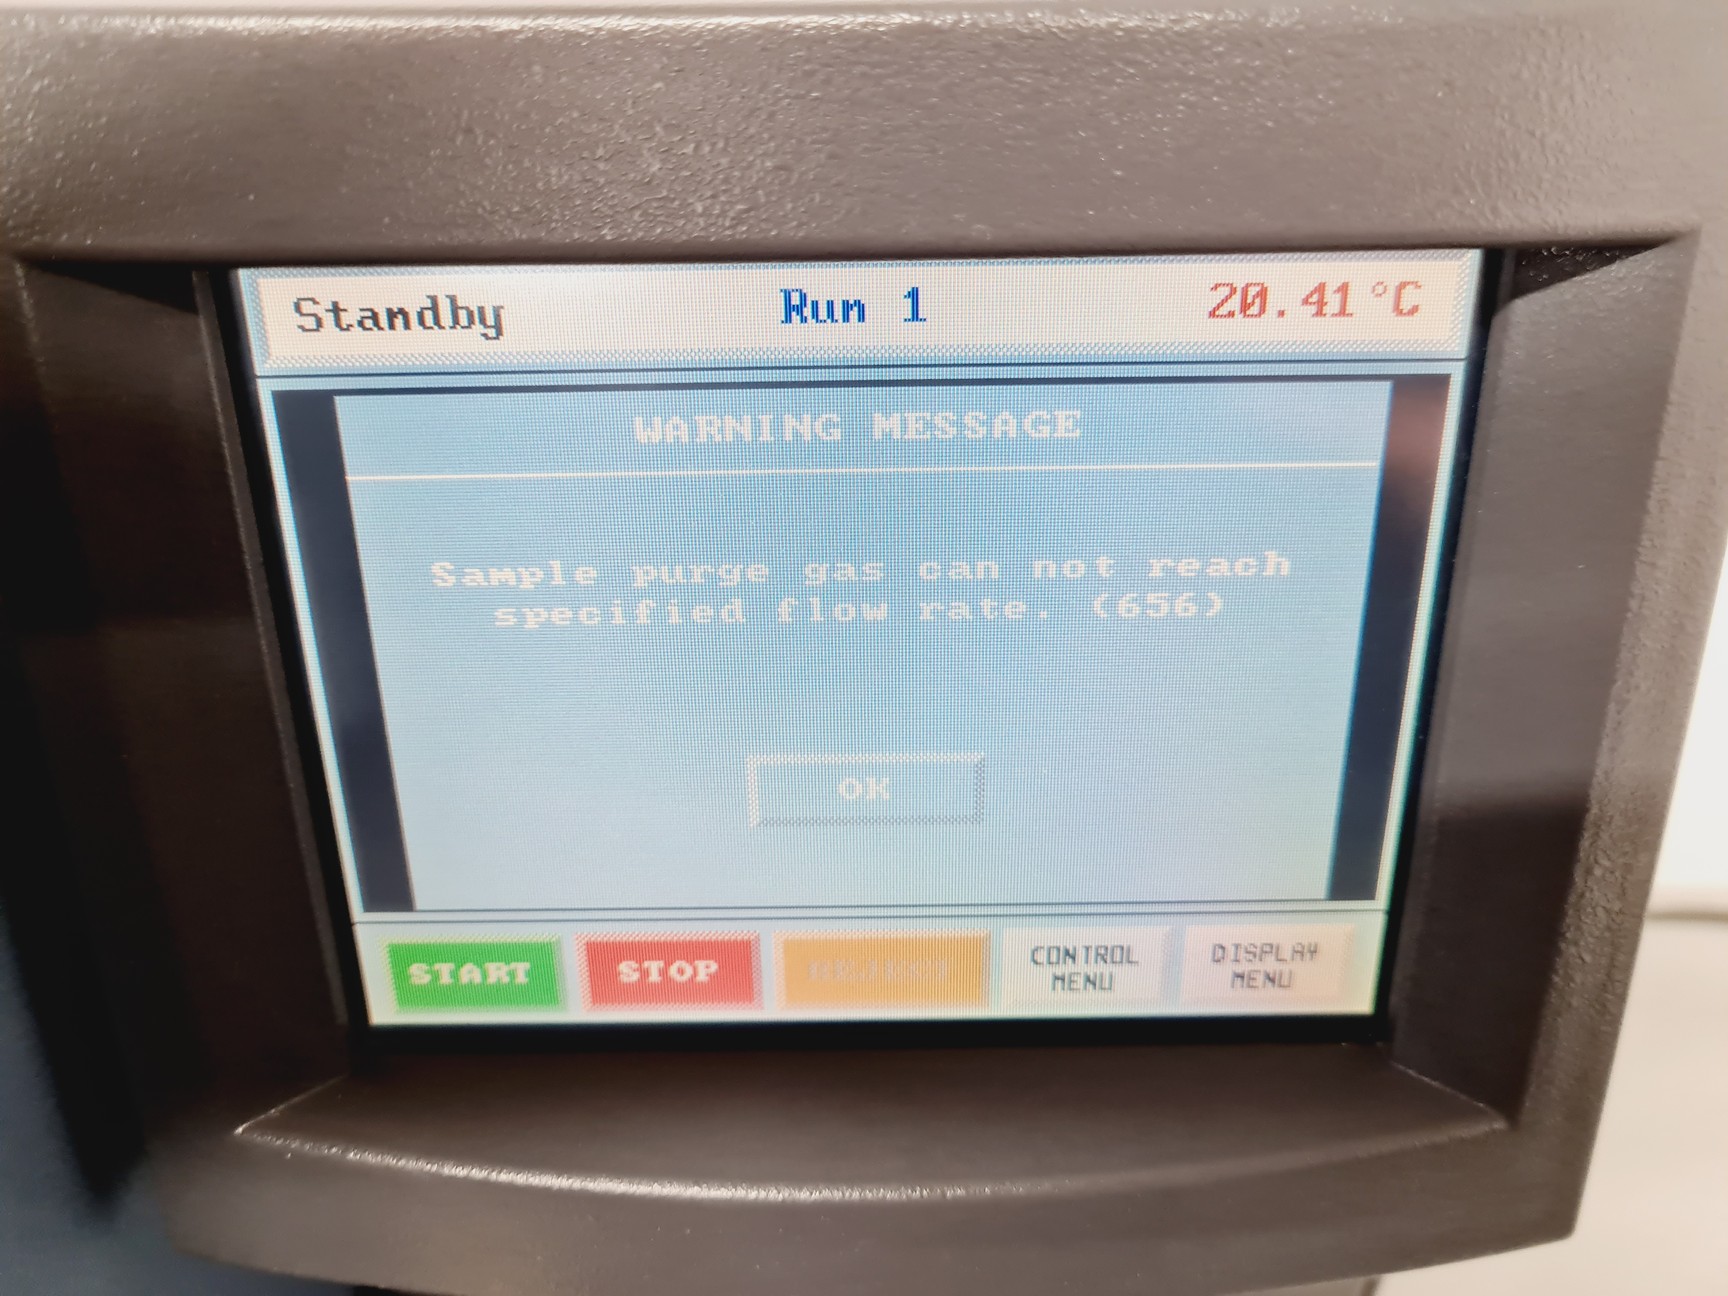 Standby
Run 1
20.41°C
WARNING MESSAGE
Sample purge gas can not reach
specified flow rate. (656)
OK
START
STOP
CONTROL
MENU
DISPLAY
MENU